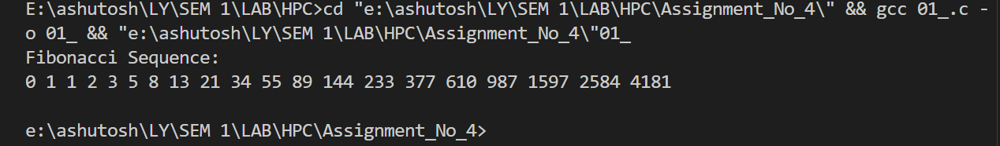 E:\ashutosh\LY\SEM 1\LAB\HPC>cd "e:\ashutosh\LY\SEM 1\LAB\HPC\Assignment_No_4\" && gcc 01_.c -
o 01_ && "e:\ashutosh\LY\SEM 1\LAB\HPC\Assignment_No_4\"01_
Fibonacci Sequence:
0 1 1 2 3 5 8 13 21 34 55 89 144 233 377 610 987 1597 2584 4181
e:\ashutosh\LY\SEM 1\LAB\HPC\Assignment_No_4>